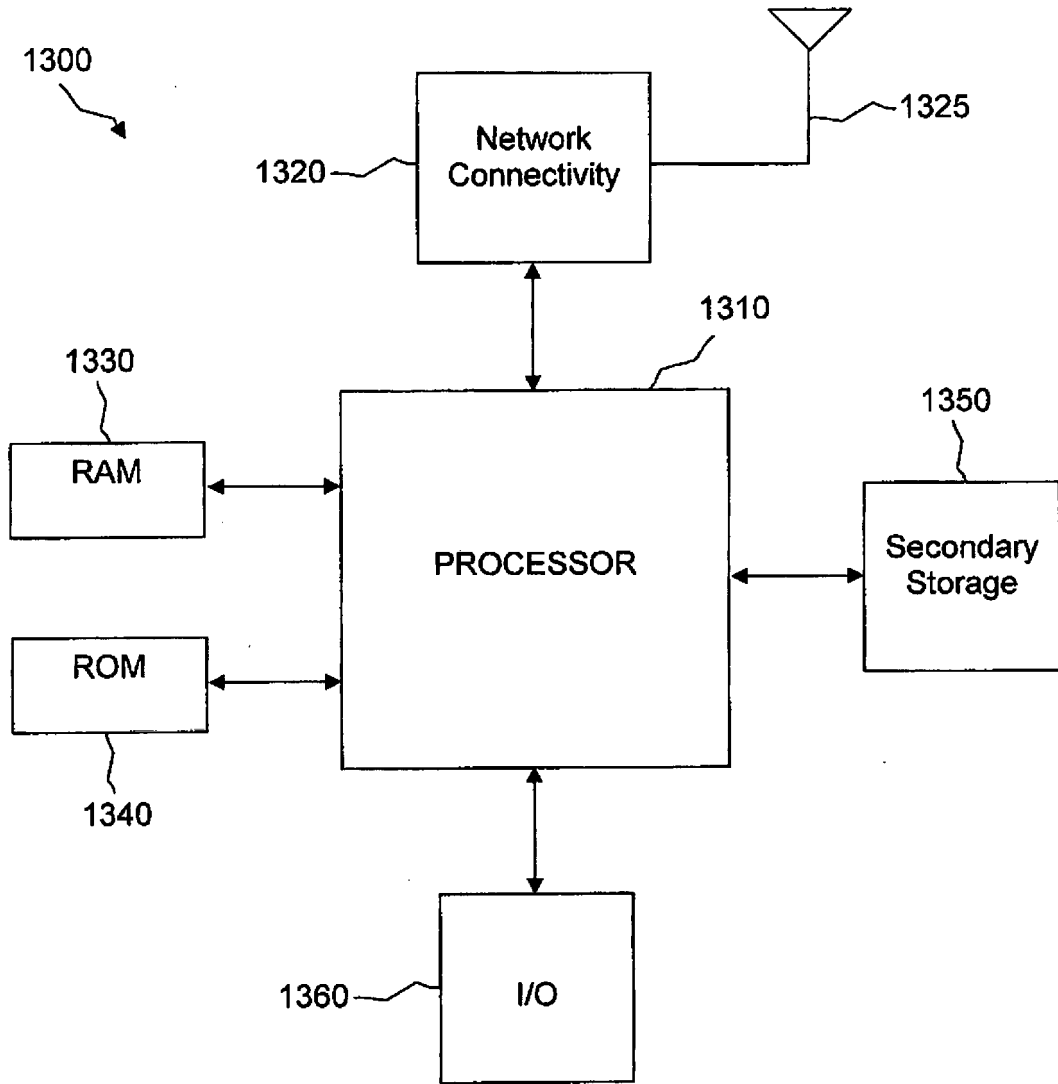 1300
Network
Connectivity
1320
1325
1310
1330
RAM
1350
PROCESSOR
Secondary
Storage
ROM
1340
1360
I/O